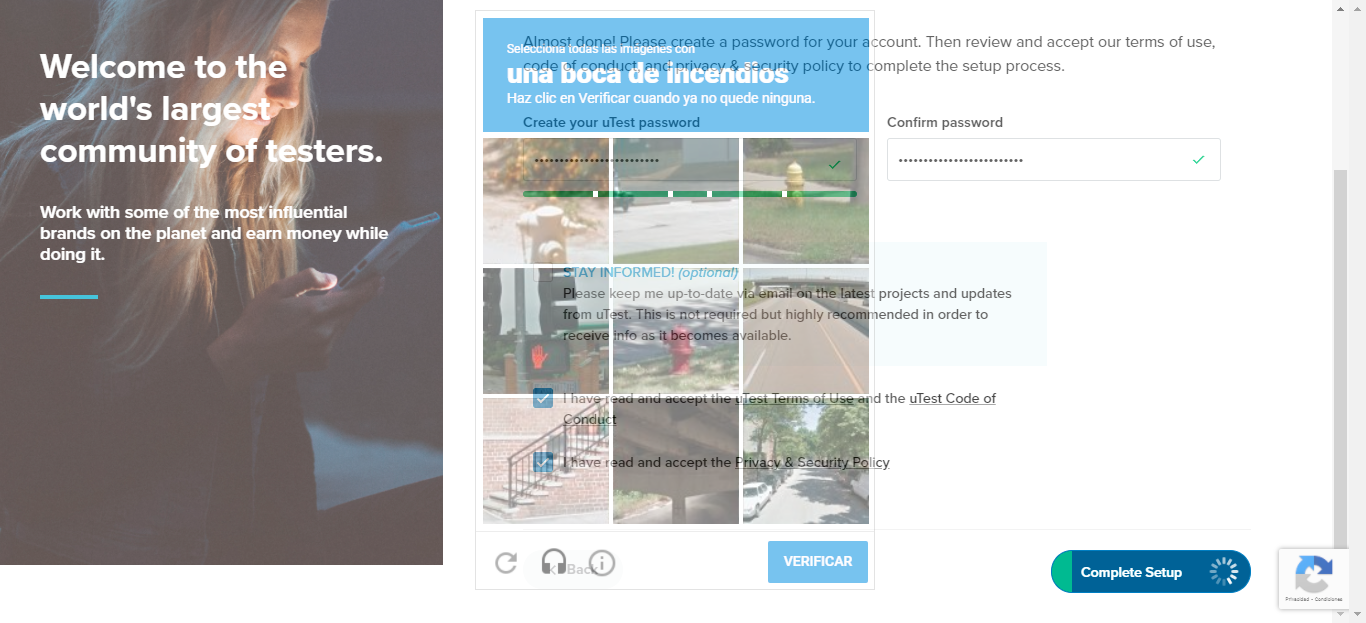 Welcome to the
world's largest
community of testers.
Work with some of the most influential
brands on the planet and earn money while
doing it.
Almost done! Please create a password for your account. Then review and accept our terms of use,
code of conduct, and privacy & security policy to complete the setup process.
Selecciona todas las imágenes con
una boca de incendios
Haz clic en Verificar cuando ya no quede ninguna.
Create your uTest password
Confirm password
STAY INFORMED! (optional)
Please keep me up-to-date via email on the latest projects and updates
from uTest. This is not required but highly recommended in order to
receive info as it becomes available.
I have read and accept the uTest Terms of Use and the uTest Code of
Conduct
I have read and accept the Privacy & Security Policy
Back
VERIFICAR
Complete Setup
Privacidad - Condiciones